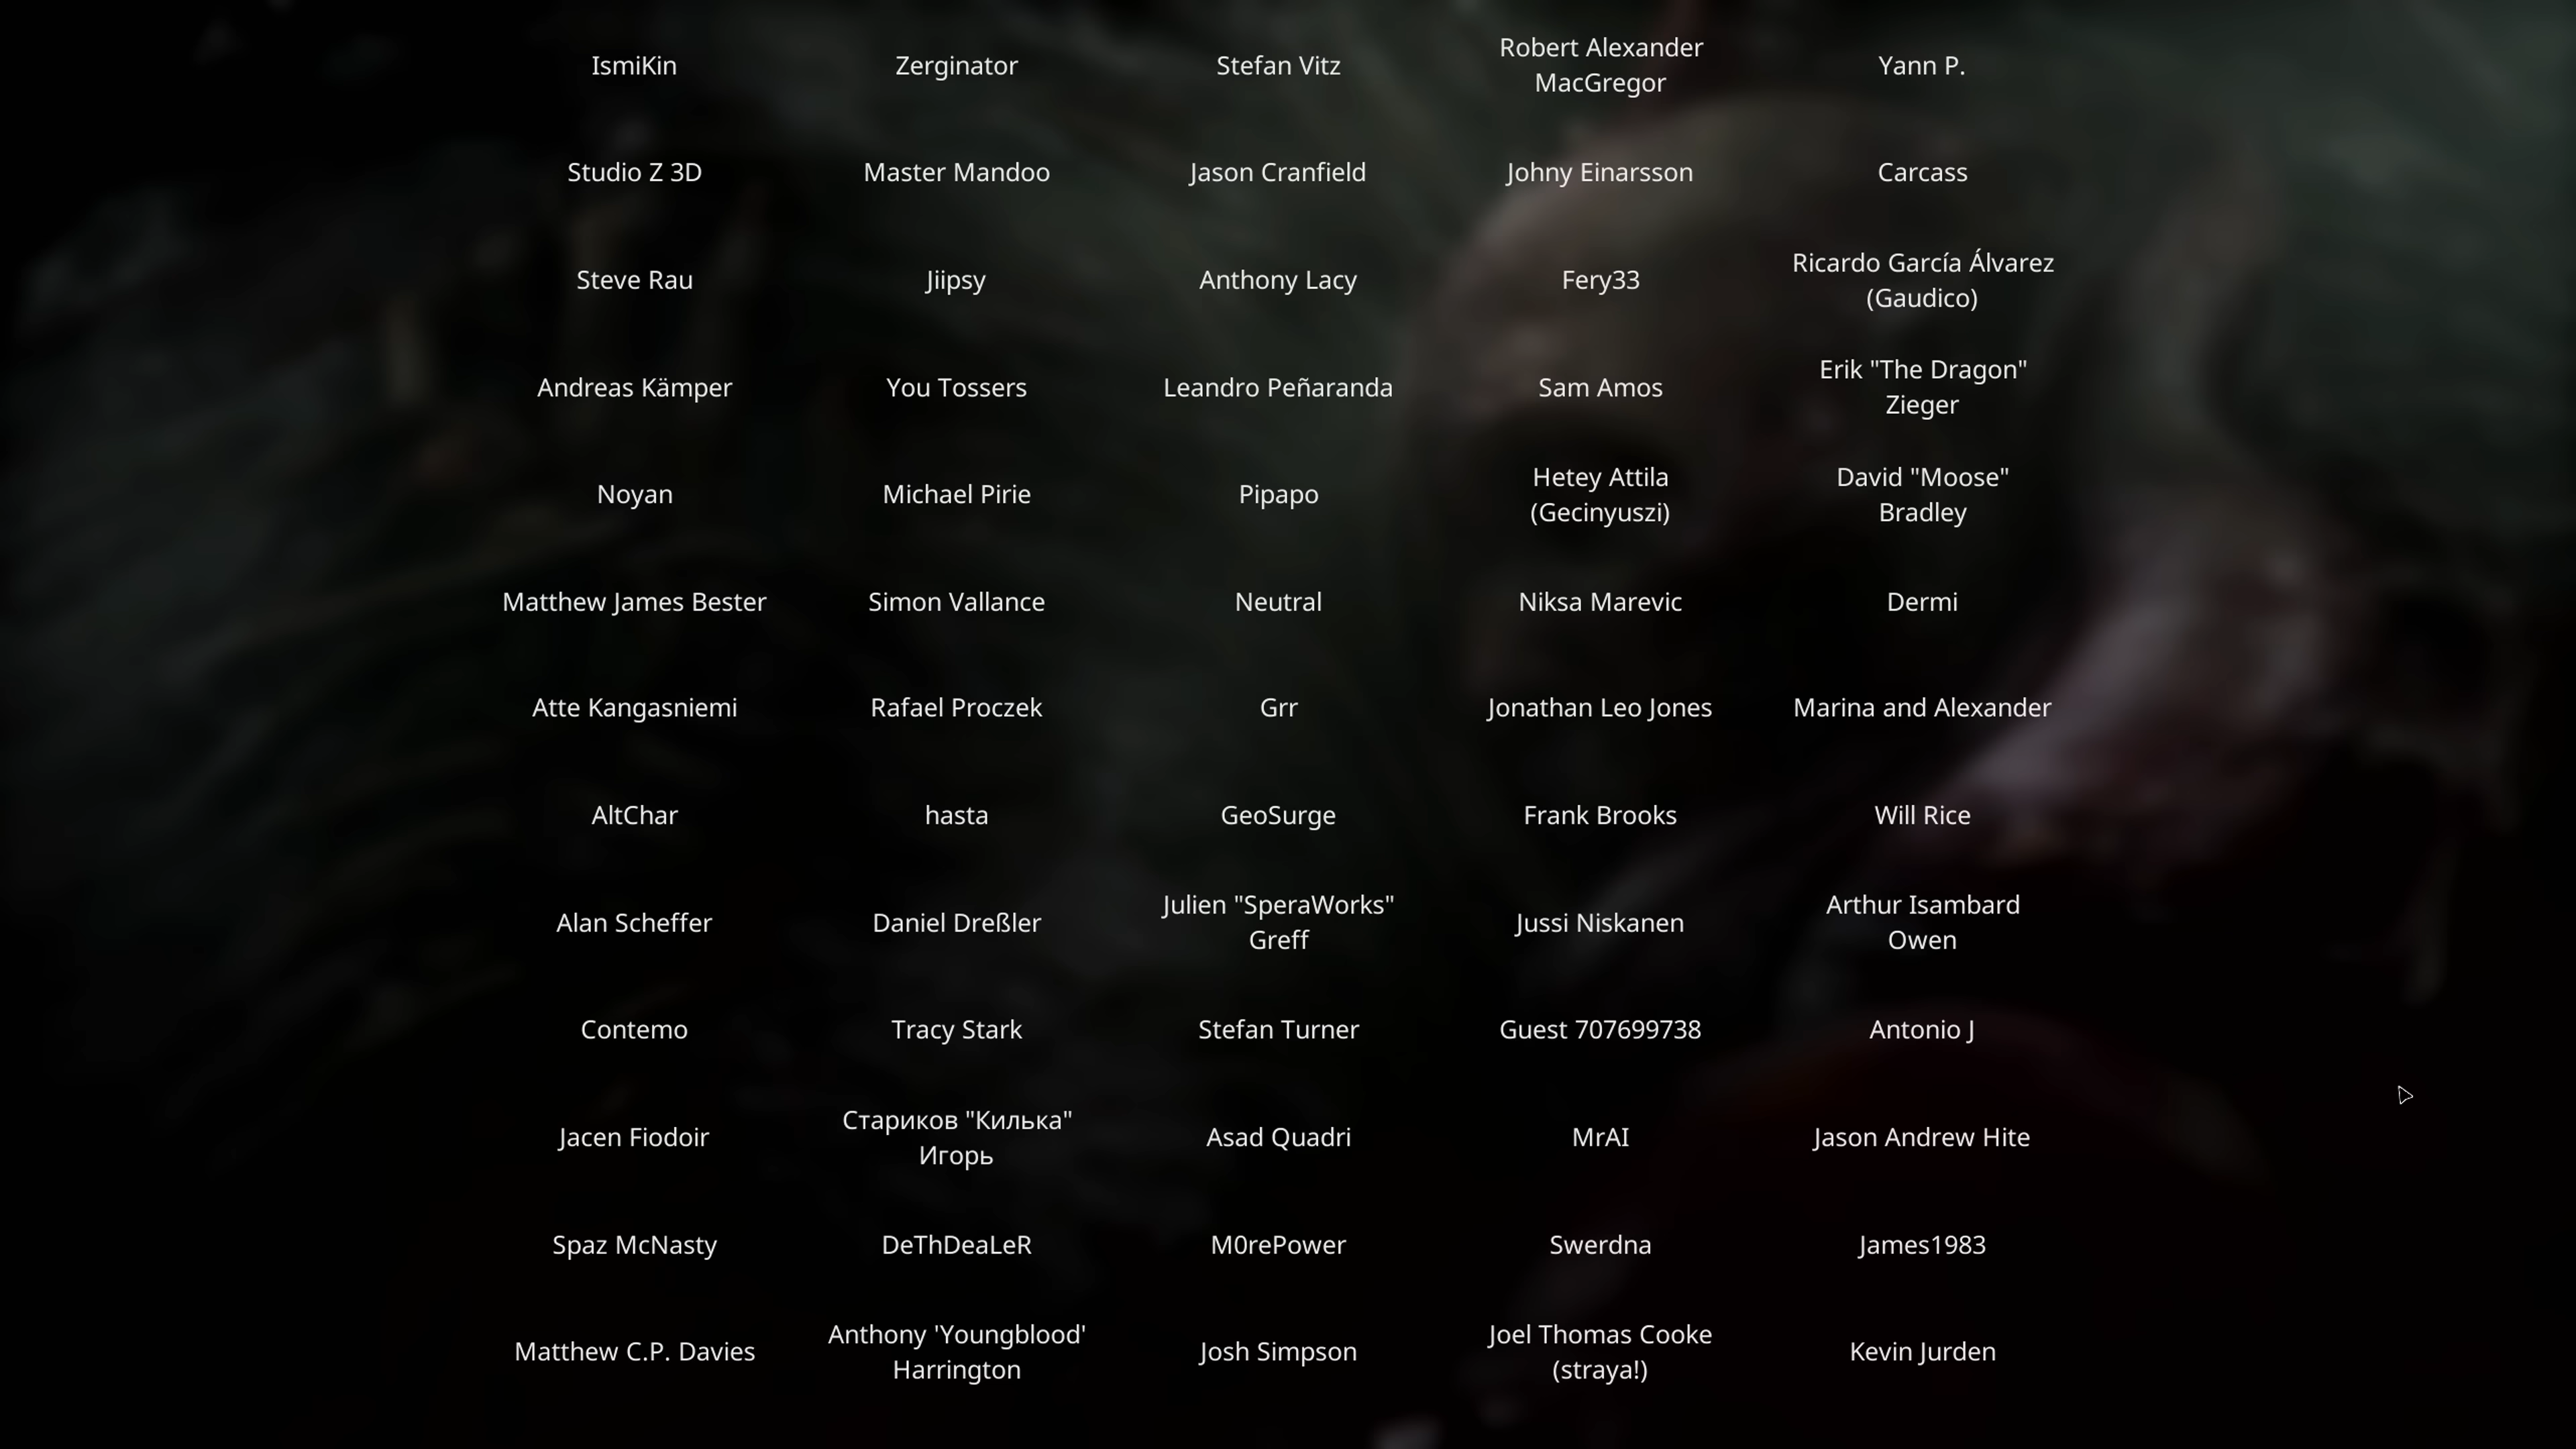 IsmiKin
Zerginator
Stefan Vitz
Robert Alexander
MacGregor
Yann P.
Studio Z 3D
Master Mandoo
Jason Cranfield
Johny Einarsson
Carcass
Steve Rau
Jiipsy
Anthony Lacy
Fery33
Ricardo García Álvarez
(Gaudico)
Andreas Kämper
You Tossers
Leandro Peñaranda
Sam Amos
Erik "The Dragon"
Zieger
Noyan
Michael Pirie
Pipapo
Hetey Attila
(Gecinyuszi)
David "Moose"
Bradley
Matthew James Bester
Simon Vallance
Neutral
Niksa Marevic
Dermi
Atte Kangasniemi
Rafael Proczek
Grr
Jonathan Leo Jones
Marina and Alexander
AltChar
hasta
GeoSurge
Frank Brooks
Will Rice
Alan Scheffer
Daniel Dreßler
Julien "SperaWorks"
Greff
Jussi Niskanen
Arthur Isambard
Owen
Contemo
Tracy Stark
Stefan Turner
Guest 707699738
Antonio J
Jacen Fiodoir
Стариков "Килька"
Игорь
Asad Quadri
MrAI
Jason Andrew Hite
Spaz McNasty
DeThDeaLeR
M0rePower
Swerdna
James1983
Matthew C.P. Davies
Anthony 'Youngblood'
Harrington
Josh Simpson
Joel Thomas Cooke
(straya!)
Kevin Jurden